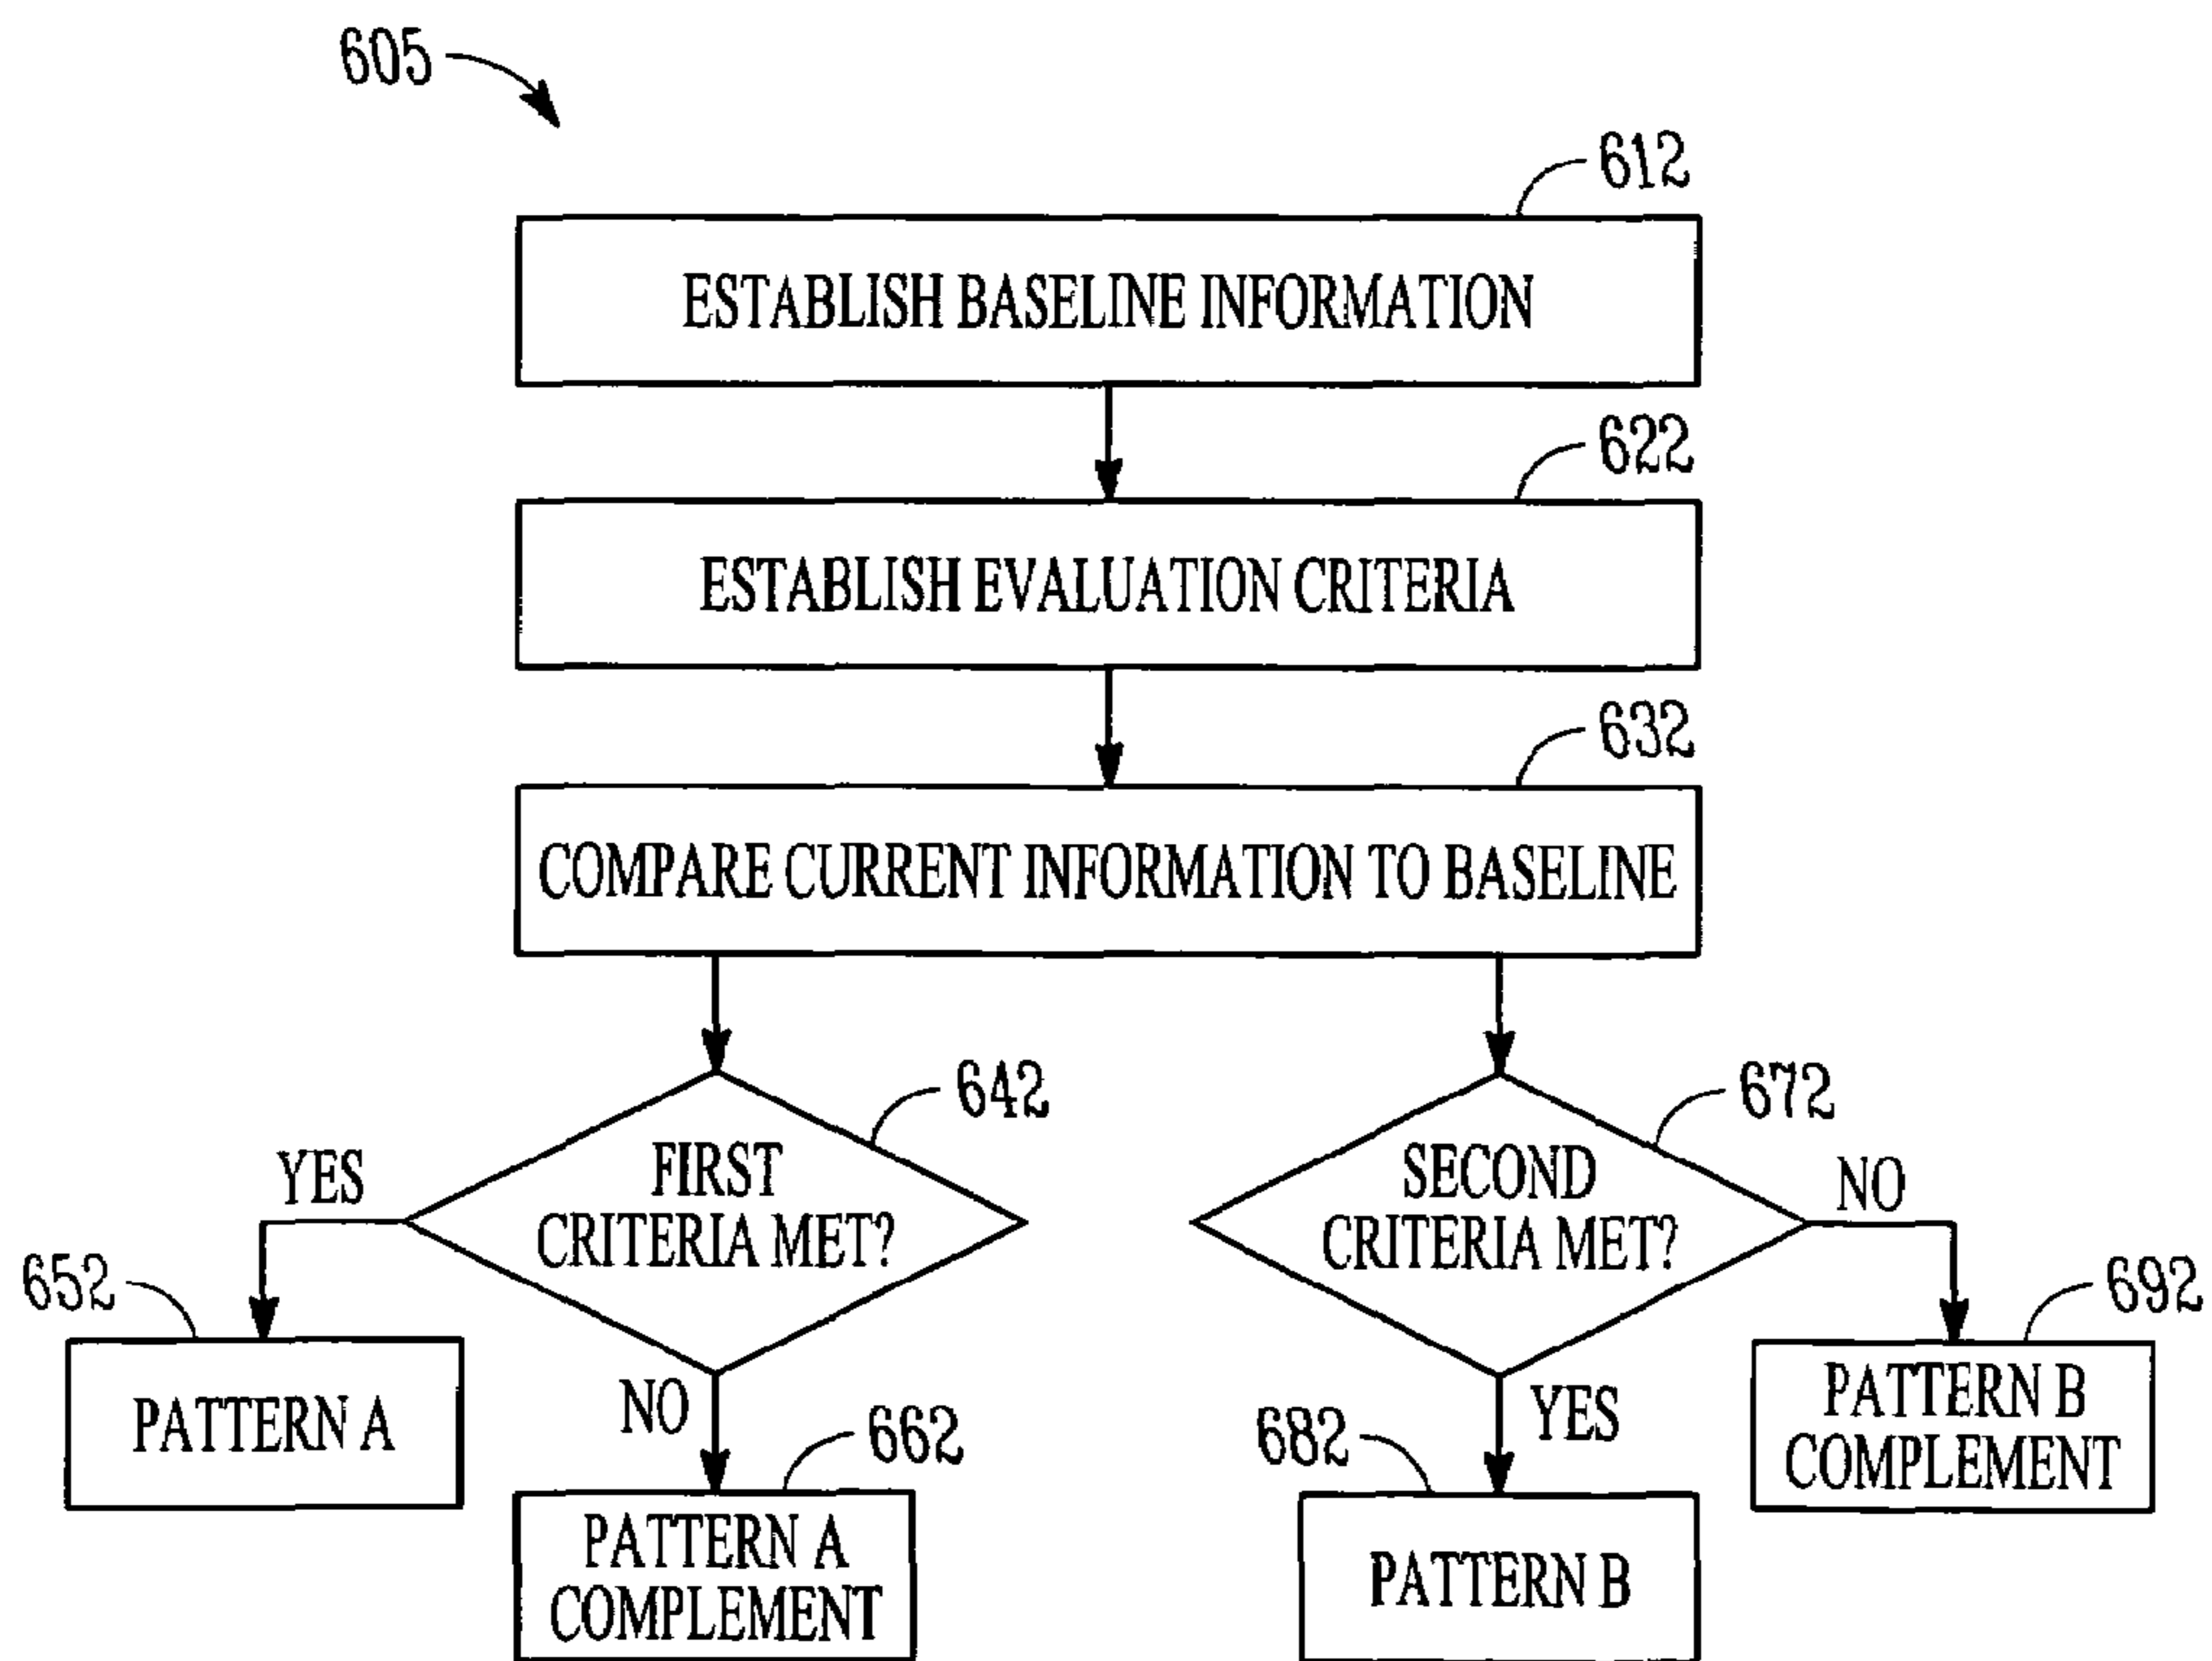 605
612
ESTABLISH BASELINE INFORMATION
622
ESTABLISH EVALUATION CRITERIA
632
COMPARE CURRENT INFORMATION TO BASELINE
642
FIRST
CRITERIA MET?
YES
652
PATTERN A
NO
662
PATTERN A
COMPLEMENT
672
SECOND
CRITERIA MET?
YES
682
PATTERN B
NO
692
PATTERN B
COMPLEMENT